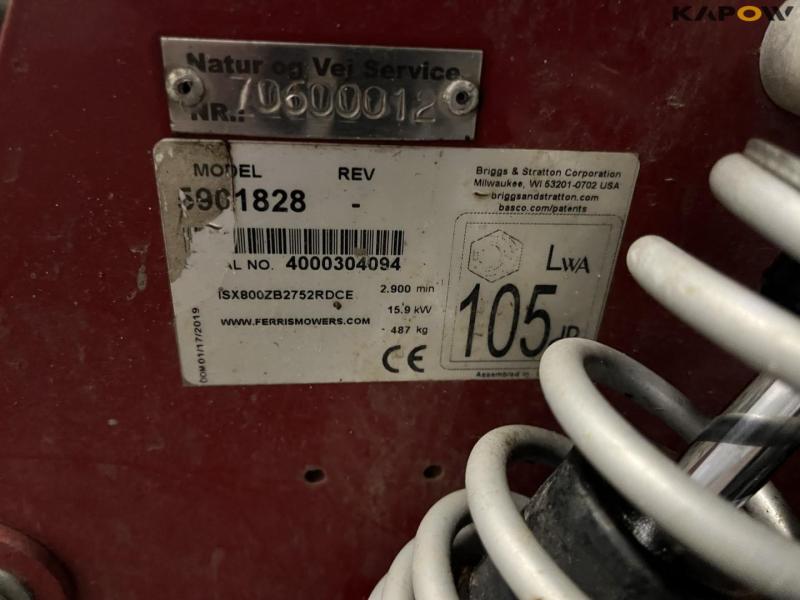 KAPOW
Natur og Vej Service
NR.: 70600012
MODEL REV
5901828 -
Briggs & Stratton Corporation
Milwaukee, WI 53201-0702 USA
briggsandstratton.com
basco.com/patents
AL NO. 4000304094
ISX800ZB2752RDCE 2.900 min
15.9 kW
WWW.FERRISMOWERS.COM
487 kg
CE
DOM 01/17/2019
LWA
105
Assembled in